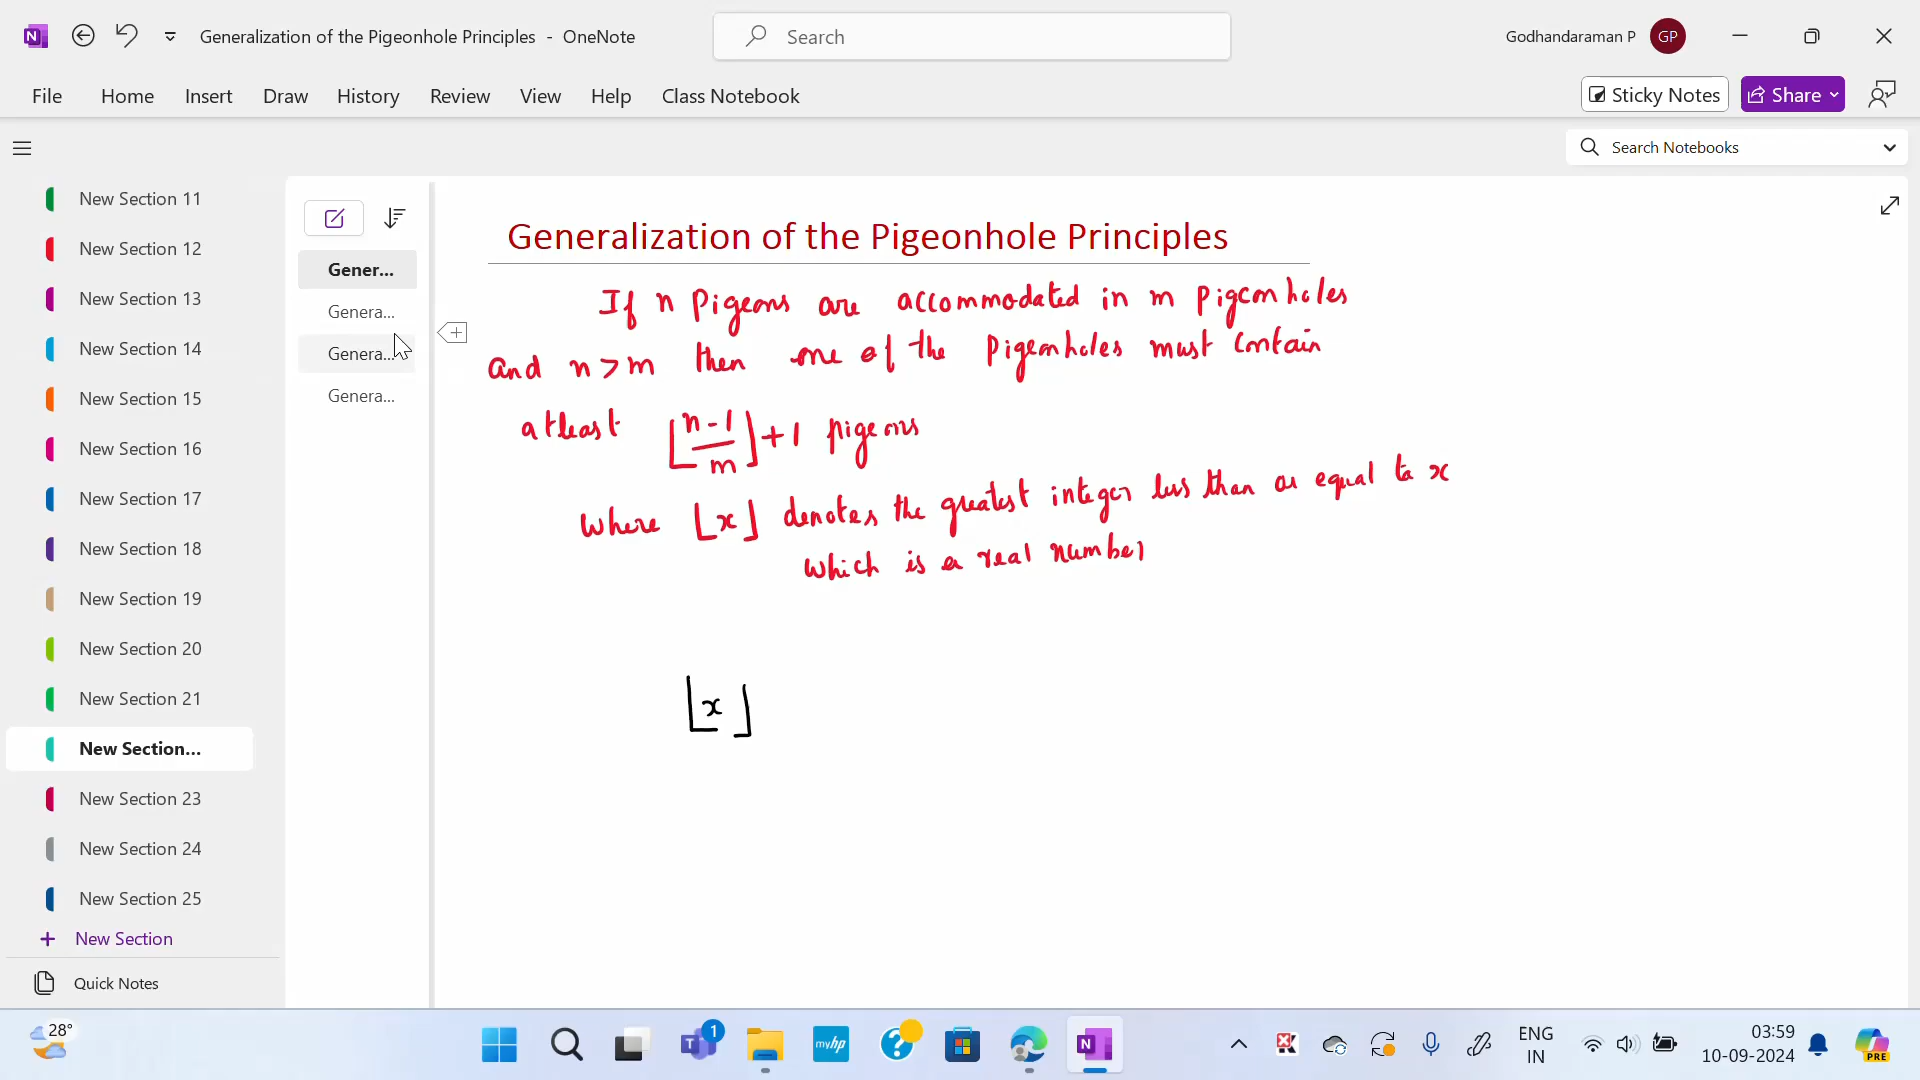 Generalization of the Pigeonhole Principles - OneNote
Search
Godhandaraman P
GP
File Home Insert Draw History Review View Help Class Notebook
Sticky Notes
Share
Search Notebooks
New Section 11
New Section 12
New Section 13
New Section 14
New Section 15
New Section 16
New Section 17
New Section 18
New Section 19
New Section 20
New Section 21
New Section...
New Section 23
New Section 24
New Section 25
New Section
Quick Notes
Gener...
Genera...
Genera...
Genera...
Generalization of the Pigeonhole Principles
If n Pigeons are accommodated in m pigeonholes
and n > m then one of the pigeonholes must contain
atleast ⌊(n-1)/m⌋ + 1 pigeons
Where ⌊x⌋ denotes the greatest integer less than or equal to x
which is a real number
⌊x⌋
28°
1
myhp
ENG
IN
03:59
10-09-2024
PRE